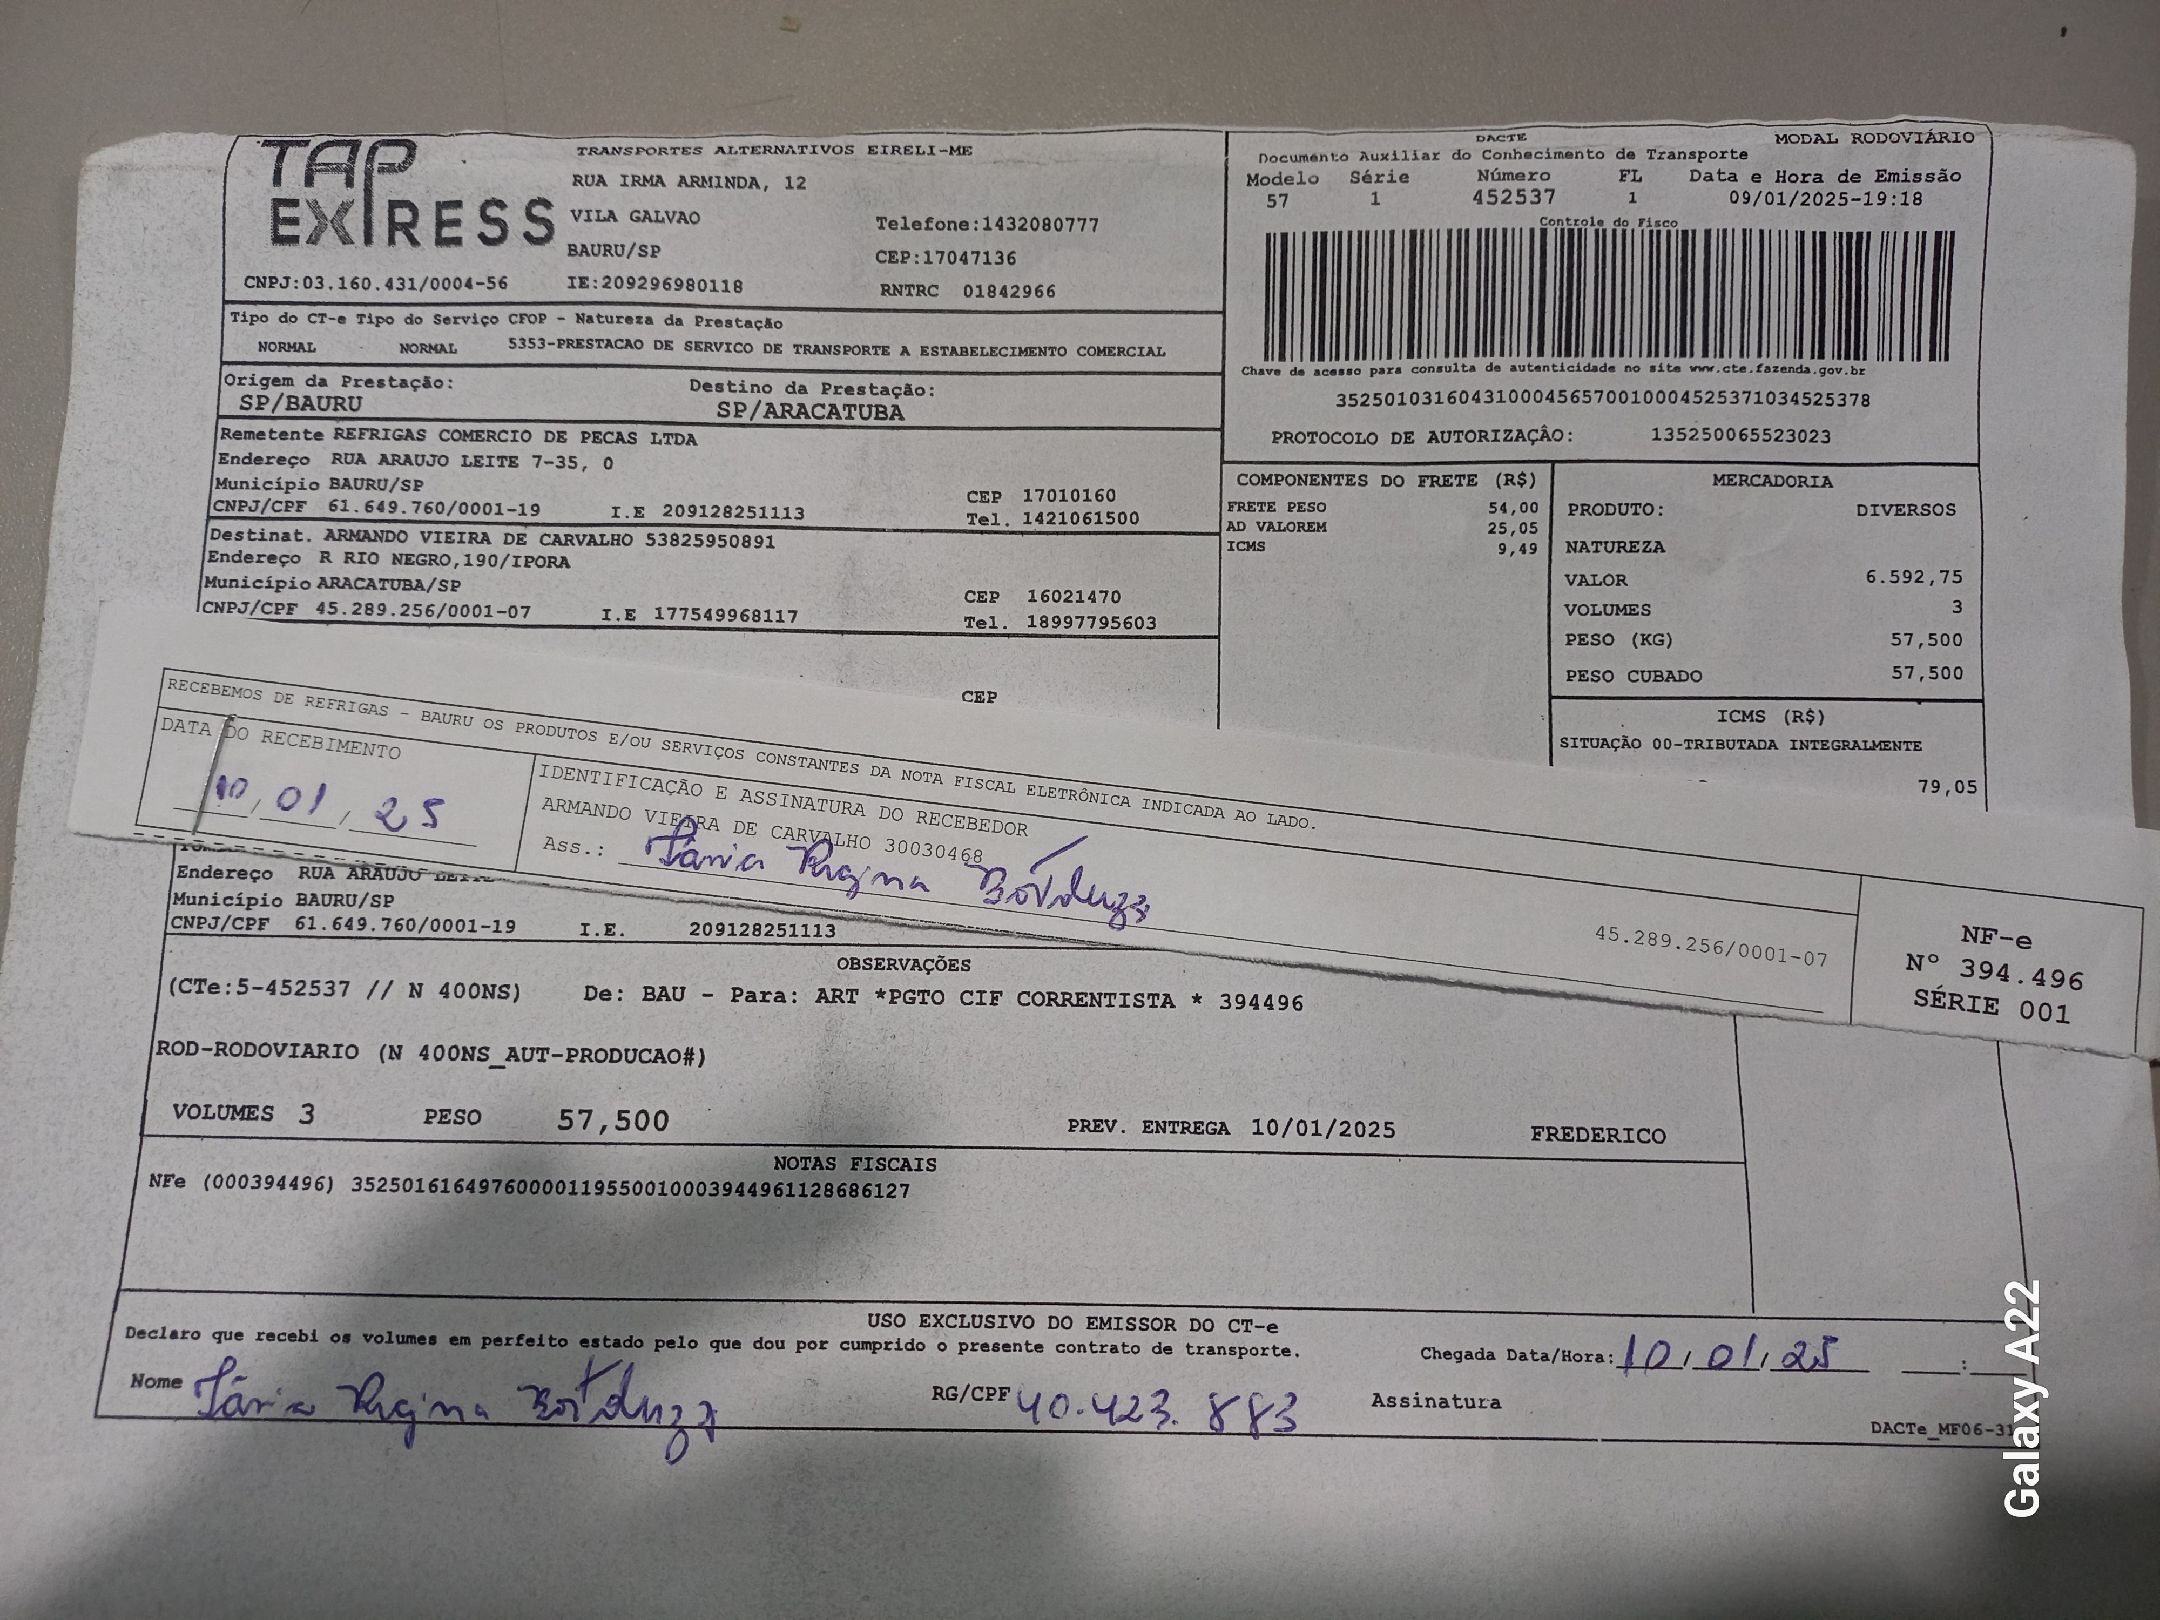 TAP EXPRESS
TRANSPORTES ALTERNATIVOS EIRELI-ME
RUA IRMA ARMINDA, 12
VILA GALVAO
Telefone:1432080777
BAURU/SP
CEP:17047136
CNPJ:03.160.431/0004-56 IE:209296980118
RNTRC 01842966
DACTE
MODAL RODOVIÁRIO
Documento Auxiliar do Conhecimento de Transporte
Modelo Série Número FL Data e Hora de Emissão
57 1 452537 1 09/01/2025-19:18
Controle do Fisco
Chave de acesso para consulta de autenticidade no site www.cte.fazenda.gov.br
35250103160431000456570010004525371034525378
PROTOCOLO DE AUTORIZAÇÂO: 135250065523023
Tipo do CT-e Tipo do Serviço CFOP - Natureza da Prestação
NORMAL NORMAL 5353-PRESTACAO DE SERVICO DE TRANSPORTE A ESTABELECIMENTO COMERCIAL
Origem da Prestação: Destino da Prestação:
SP/BAURU SP/ARACATUBA
Remetente REFRIGAS COMERCIO DE PECAS LTDA
Endereço RUA ARAUJO LEITE 7-35, 0
Município BAURU/SP CEP 17010160
CNPJ/CPF 61.649.760/0001-19 I.E 209128251113 Tel. 1421061500
Destinat. ARMANDO VIEIRA DE CARVALHO 53825950891
Endereço R RIO NEGRO,190/IPORA
Município ARACATUBA/SP CEP 16021470
CNPJ/CPF 45.289.256/0001-07 I.E 177549968117 Tel. 18997795603
CEP
COMPONENTES DO FRETE (R$)
FRETE PESO 54,00
AD VALOREM 25,05
ICMS 9,49
MERCADORIA
PRODUTO: DIVERSOS
NATUREZA
VALOR 6.592,75
VOLUMES 3
PESO (KG) 57,500
PESO CUBADO 57,500
ICMS (R$)
SITUAÇÃO 00-TRIBUTADA INTEGRALMENTE
79,05
RECEBEMOS DE REFRIGAS - BAURU OS PRODUTOS E/OU SERVIÇOS CONSTANTES DA NOTA FISCAL ELETRÔNICA INDICADA AO LADO.
DATA DO RECEBIMENTO
10/01/25
IDENTIFICAÇÃO E ASSINATURA DO RECEBEDOR
ARMANDO VIEIRA DE CARVALHO 30030468
Ass.: Tânia Regina
45.289.256/0001-07
NF-e
Nº 394.496
SÉRIE 001
Endereço RUA ARAUJO LEITE
Município BAURU/SP
CNPJ/CPF 61.649.760/0001-19 I.E. 209128251113
OBSERVAÇÕES
(CTe:5-452537 // N 400NS) De: BAU - Para: ART *PGTO CIF CORRENTISTA * 394496
ROD-RODOVIARIO (N 400NS_AUT-PRODUCAO#)
VOLUMES 3 PESO 57,500 PREV. ENTREGA 10/01/2025 FREDERICO
NOTAS FISCAIS
NFe (000394496) 35250161649760000119550010003944961128686127
USO EXCLUSIVO DO EMISSOR DO CT-e
Declaro que recebi os volumes em perfeito estado pelo que dou por cumprido o presente contrato de transporte.
Chegada Data/Hora: 10/01/25 :
Nome Tânia Regina RG/CPF 40.423.883 Assinatura
DACTe_MF06-31
Galaxy A22